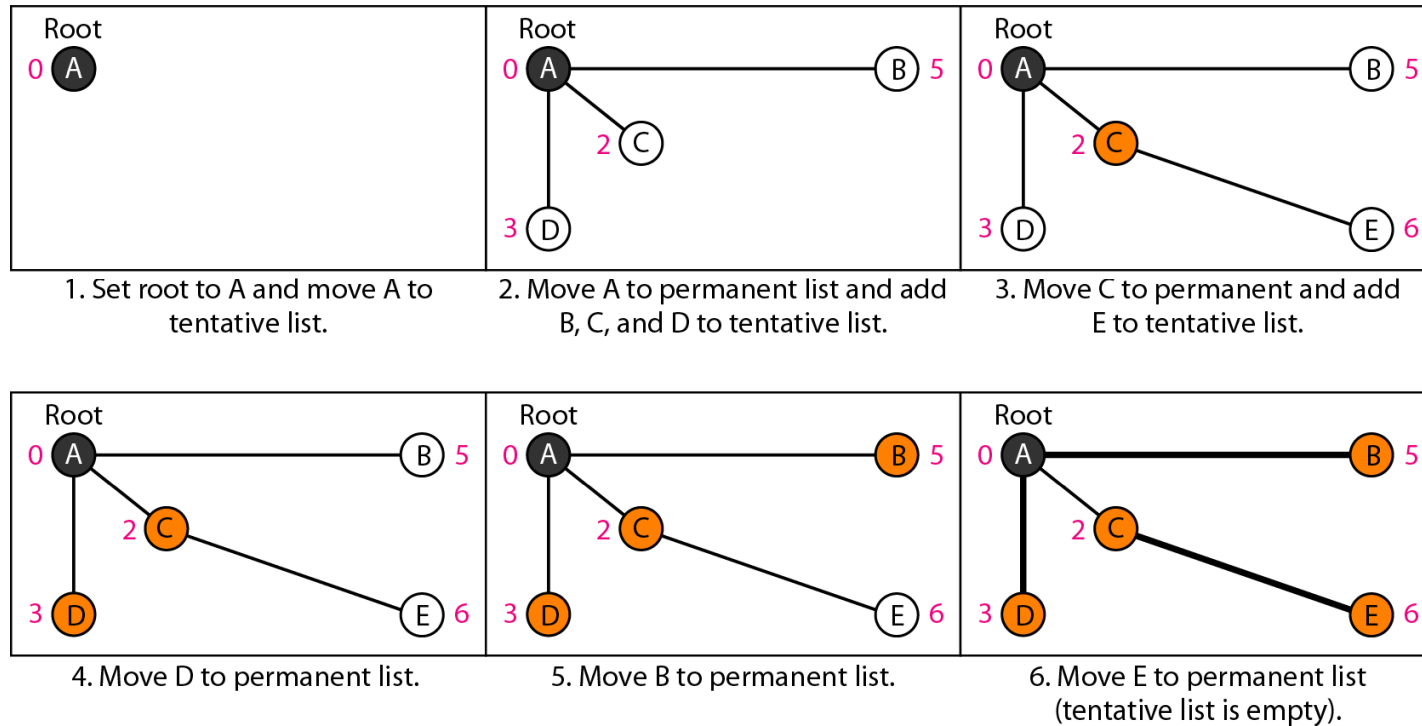 Root
0 A
1. Set root to A and move A to
tentative list.
Root
0 A B 5
2 C
3 D
2. Move A to permanent list and add
B, C, and D to tentative list.
Root
0 A B 5
2 C
3 D E 6
3. Move C to permanent and add
E to tentative list.
Root
0 A B 5
2 C
3 D E 6
4. Move D to permanent list.
Root
0 A B 5
2 C
3 D E 6
5. Move B to permanent list.
Root
0 A B 5
2 C
3 D E 6
6. Move E to permanent list
(tentative list is empty).